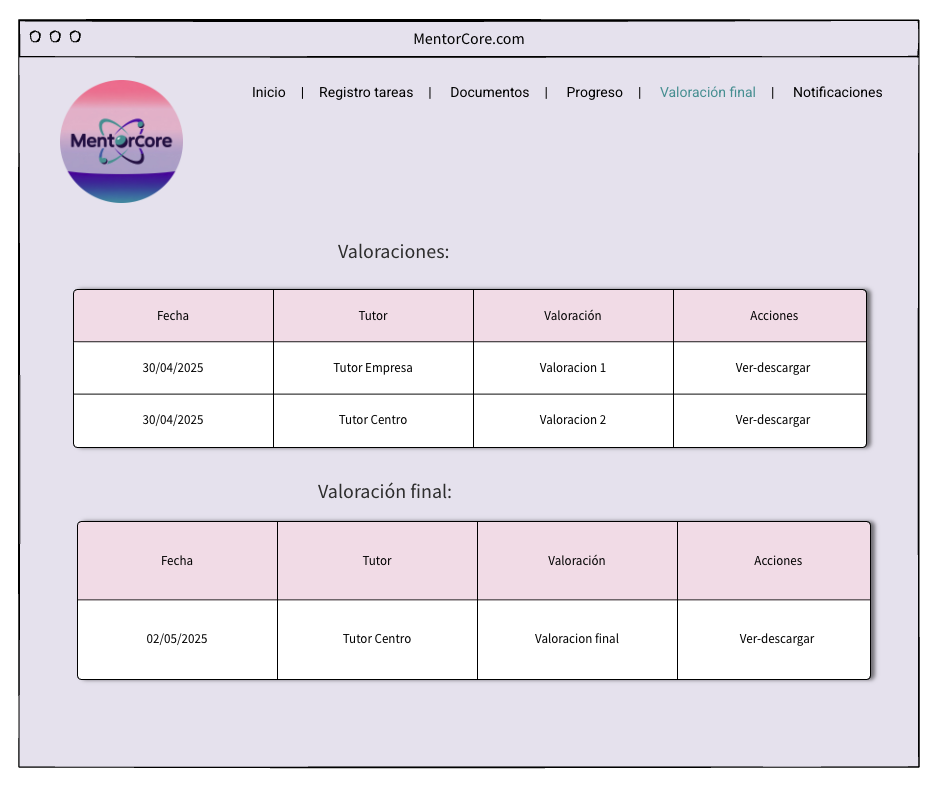 MentorCore.com
MentorCore
Inicio | Registro tareas | Documentos | Progreso | Valoración final | Notificaciones
Valoraciones:
Fecha Tutor Valoración Acciones
30/04/2025 Tutor Empresa Valoracion 1 Ver-descargar
30/04/2025 Tutor Centro Valoracion 2 Ver-descargar
Valoración final:
Fecha Tutor Valoración Acciones
02/05/2025 Tutor Centro Valoracion final Ver-descargar